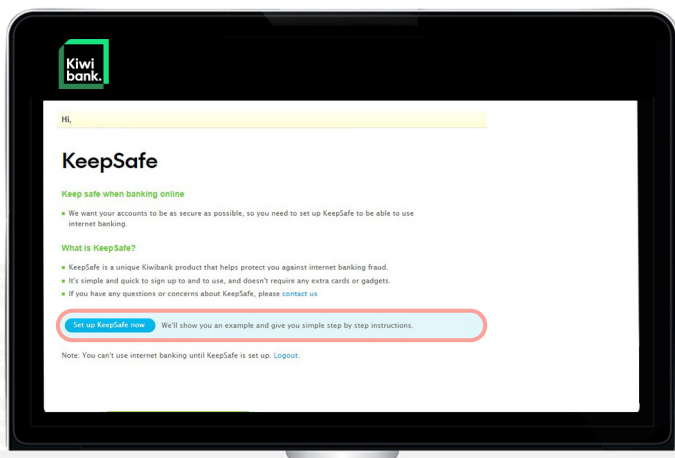 Kiwi
bank.
Hi,
KeepSafe
Keep safe when banking online
We want your accounts to be as secure as possible, so you need to set up KeepSafe to be able to use
internet banking.
What is KeepSafe?
KeepSafe is a unique Kiwibank product that helps protect you against internet banking fraud.
It's simple and quick to sign up to and to use, and doesn't require any extra cards or gadgets.
If you have any questions or concerns about KeepSafe, please contact us
Set up KeepSafe now We'll show you an example and give you simple step by step instructions.
Note: You can't use internet banking until KeepSafe is set up. Logout.